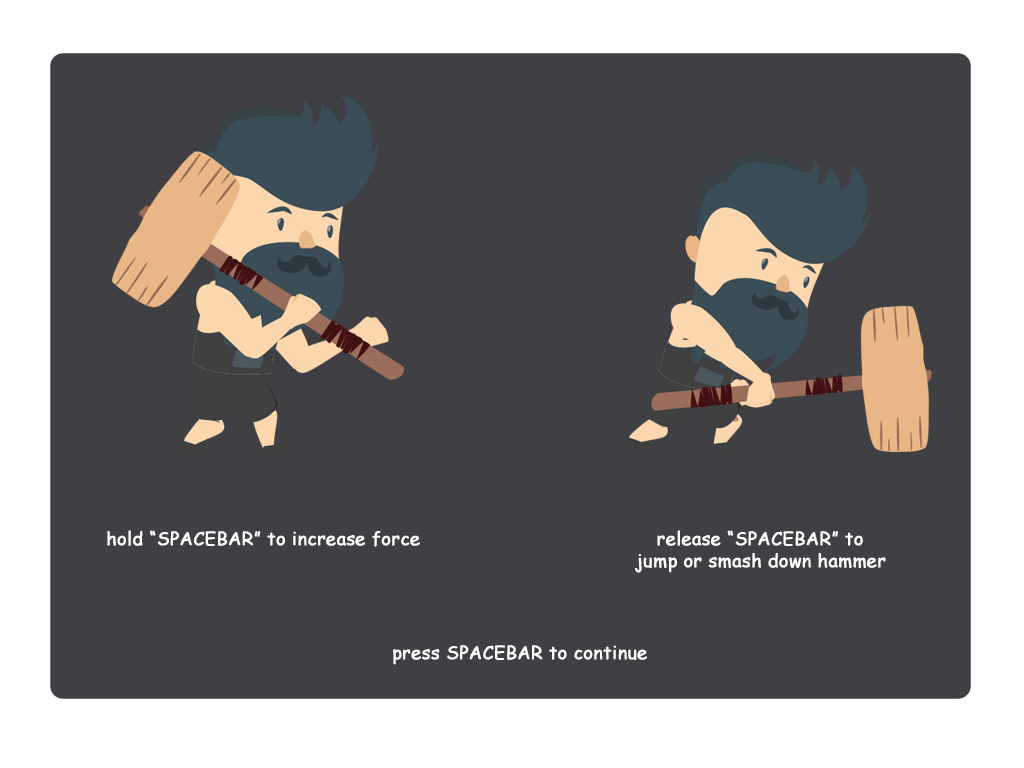 hold “SPACEBAR” to increase force
release “SPACEBAR” to
jump or smash down hammer
press SPACEBAR to continue